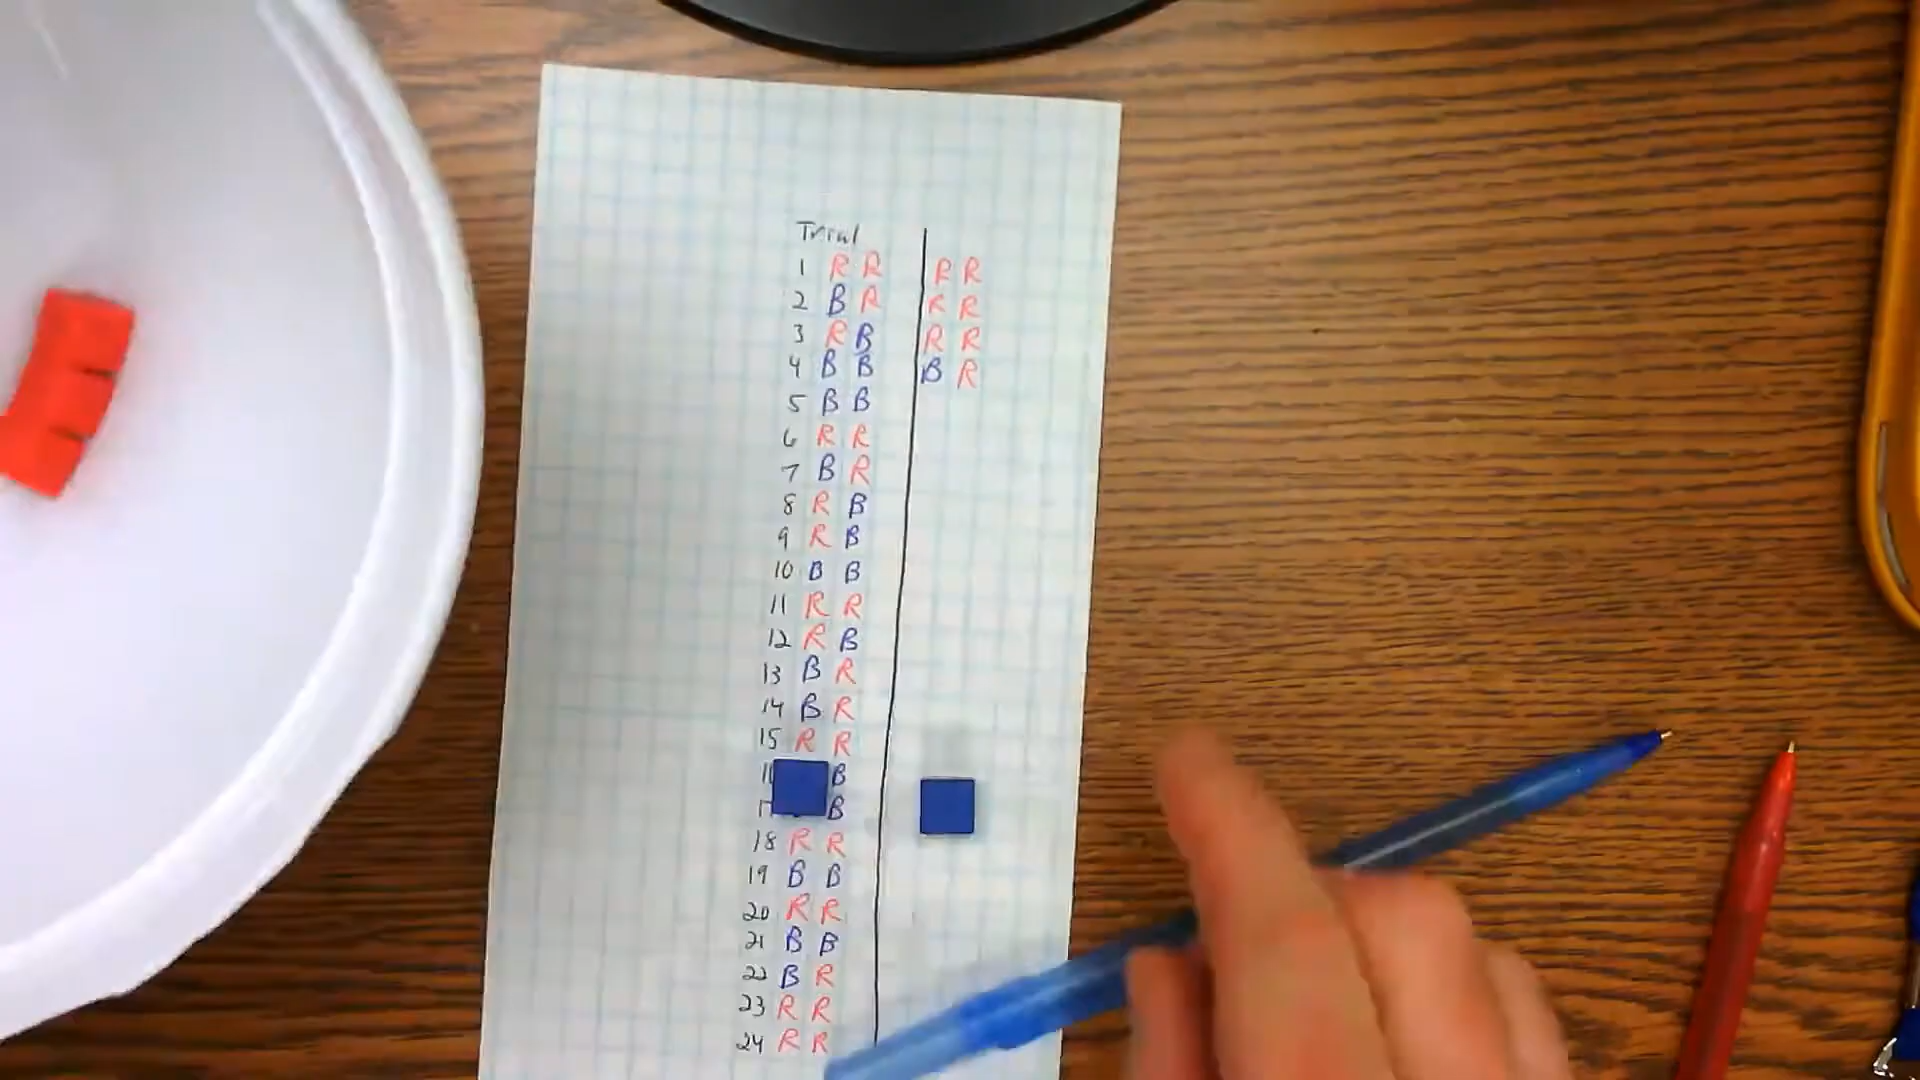 Trial
1 R R R R
2 B R R R
3 R B R R
4 B B B R
5 B B
6 R R
7 B R
8 R B
9 R B
10 B B
11 R R
12 R B
13 B R
14 B R
15 R R
B
B
18 R R
19 B B
20 R R
21 B B
22 B R
23 R R
24 R R